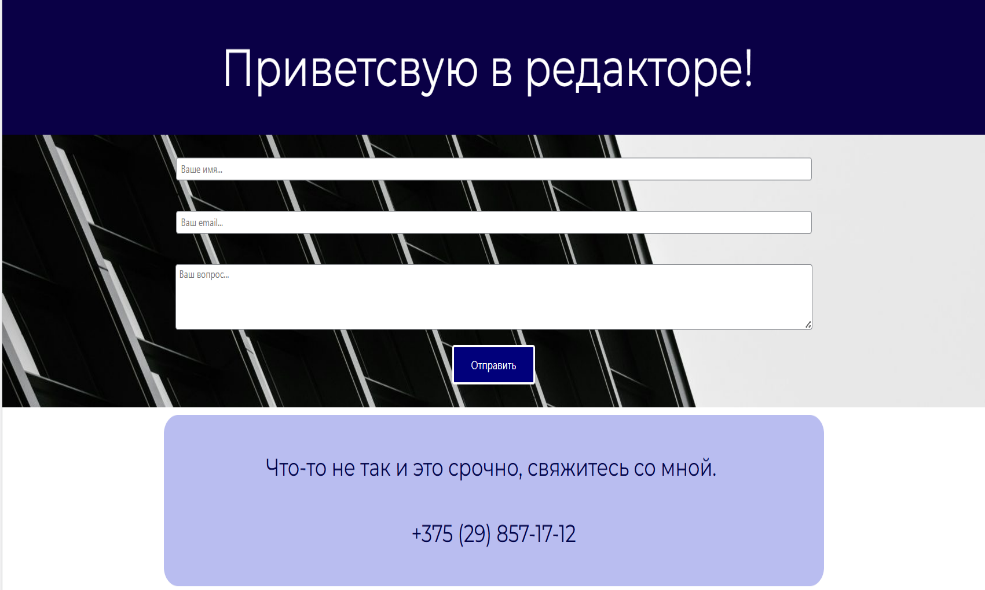 Приветсвую в редакторе!
Ваше имя...
Ваш email...
Ваш вопрос...
Отправить
Что-то не так и это срочно, свяжитесь со мной.
+375 (29) 857-17-12